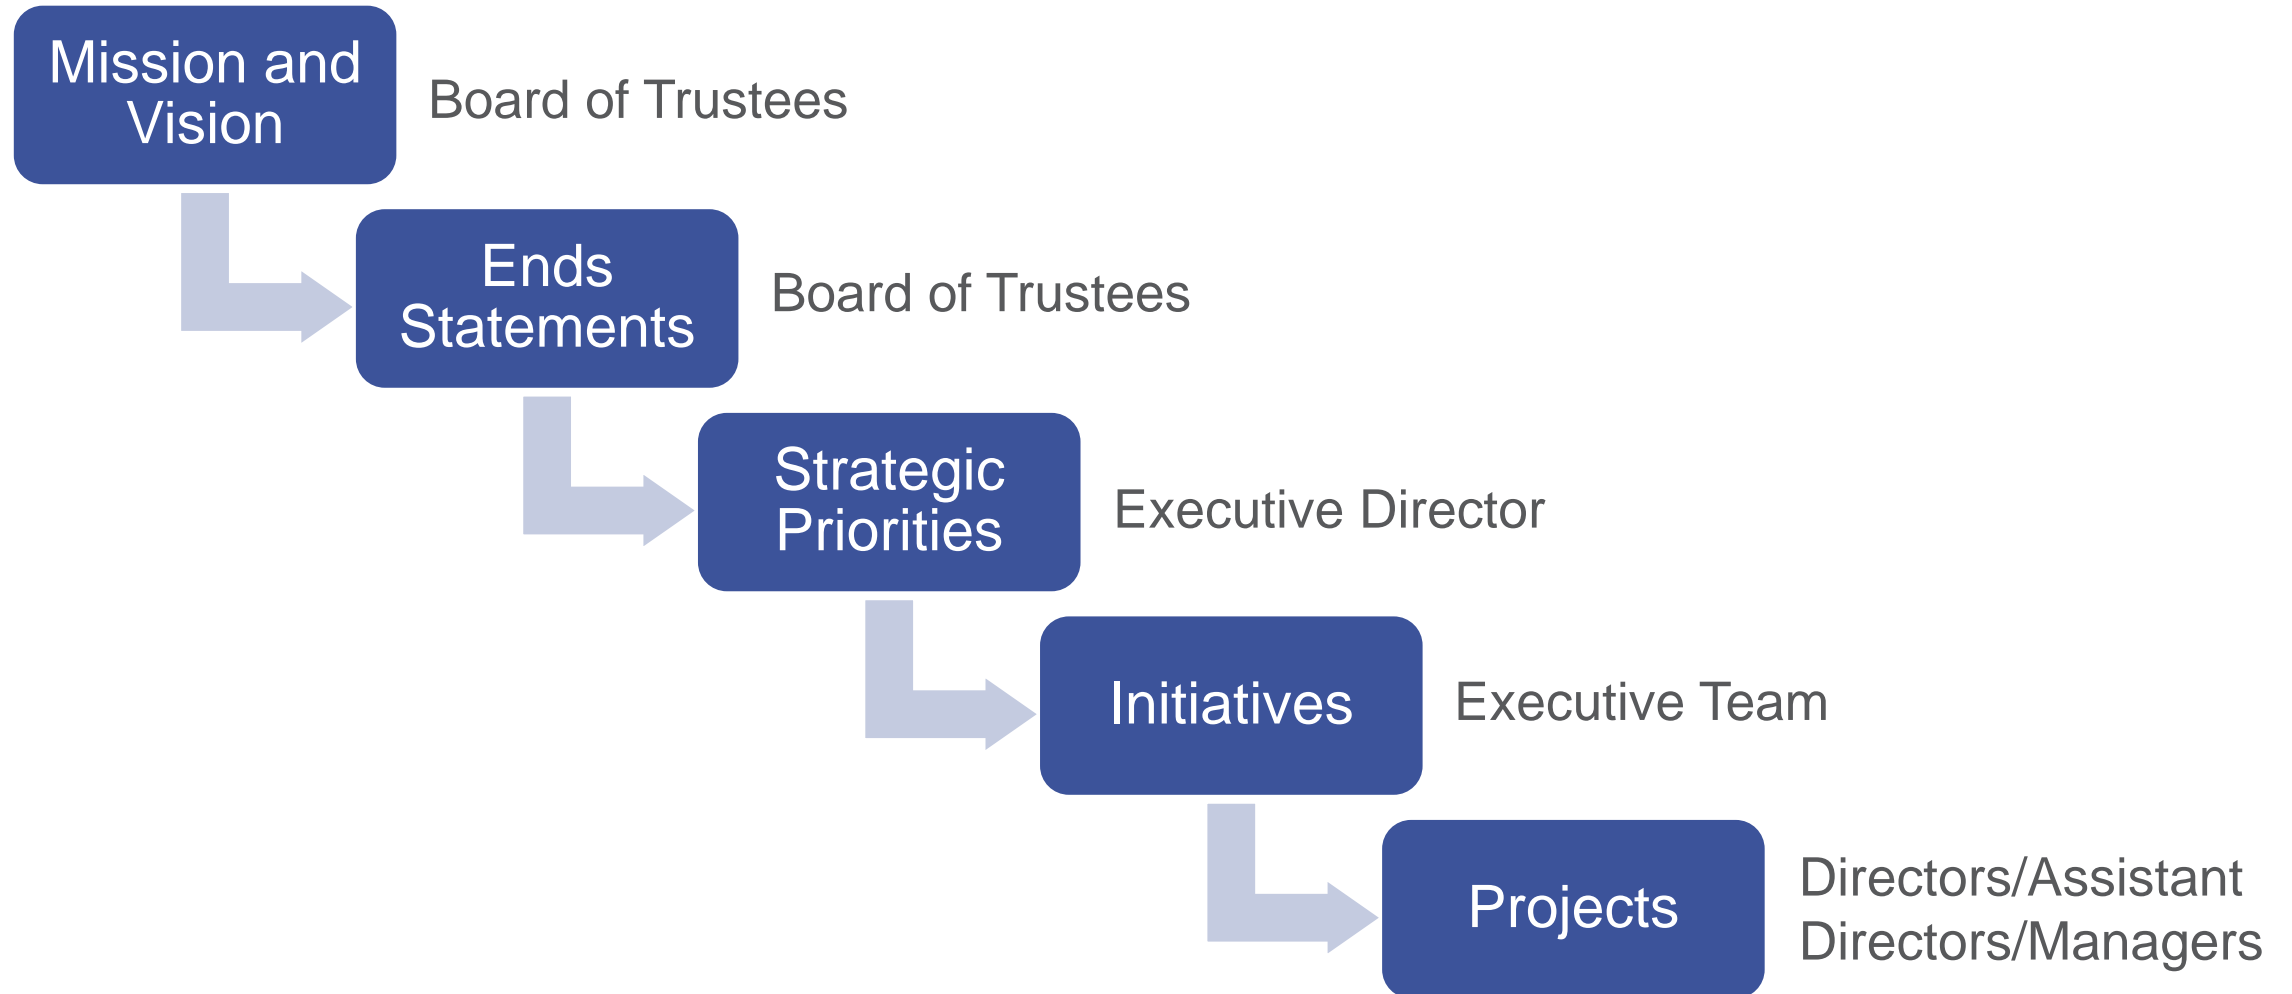 Mission and
Vision
Board of Trustees
Ends
Statements
Board of Trustees
Strategic
Priorities
Executive Director
Initiatives
Executive Team
Projects
Directors/Assistant
Directors/Managers